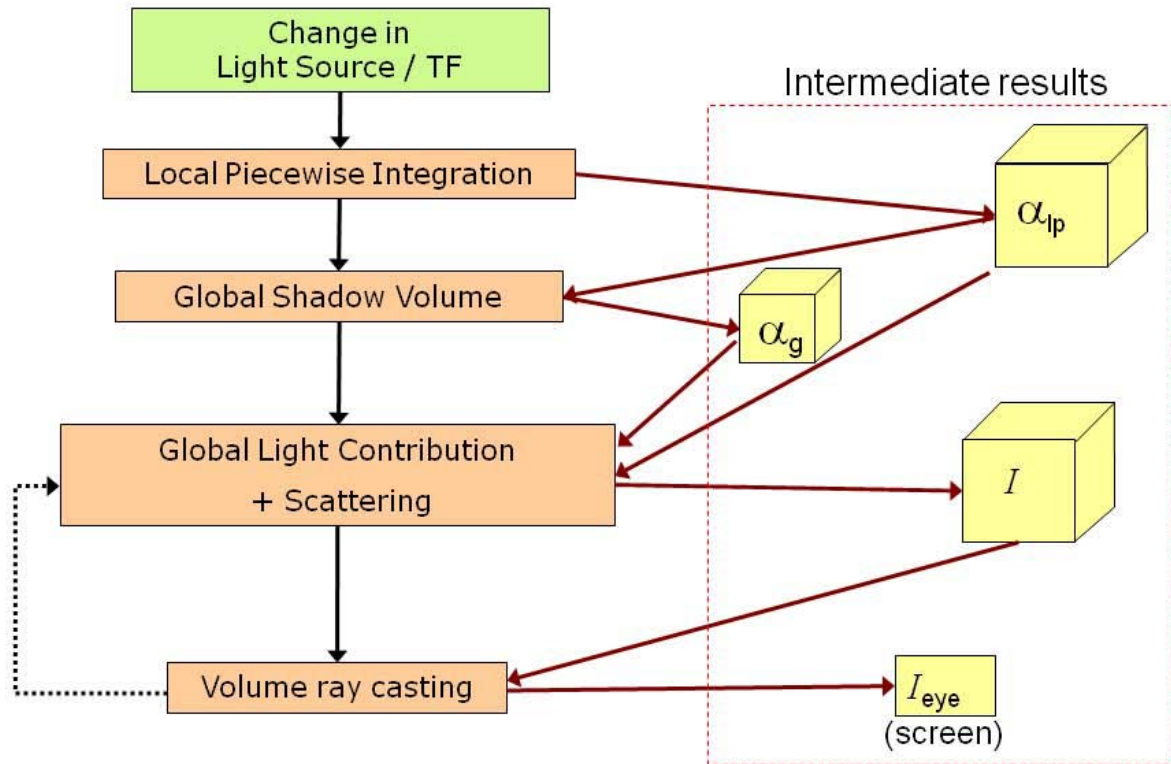 Change in
Light Source / TF
Intermediate results
Local Piecewise Integration
αlp
Global Shadow Volume
αg
Global Light Contribution
+ Scattering
I
Volume ray casting
Ieye
(screen)